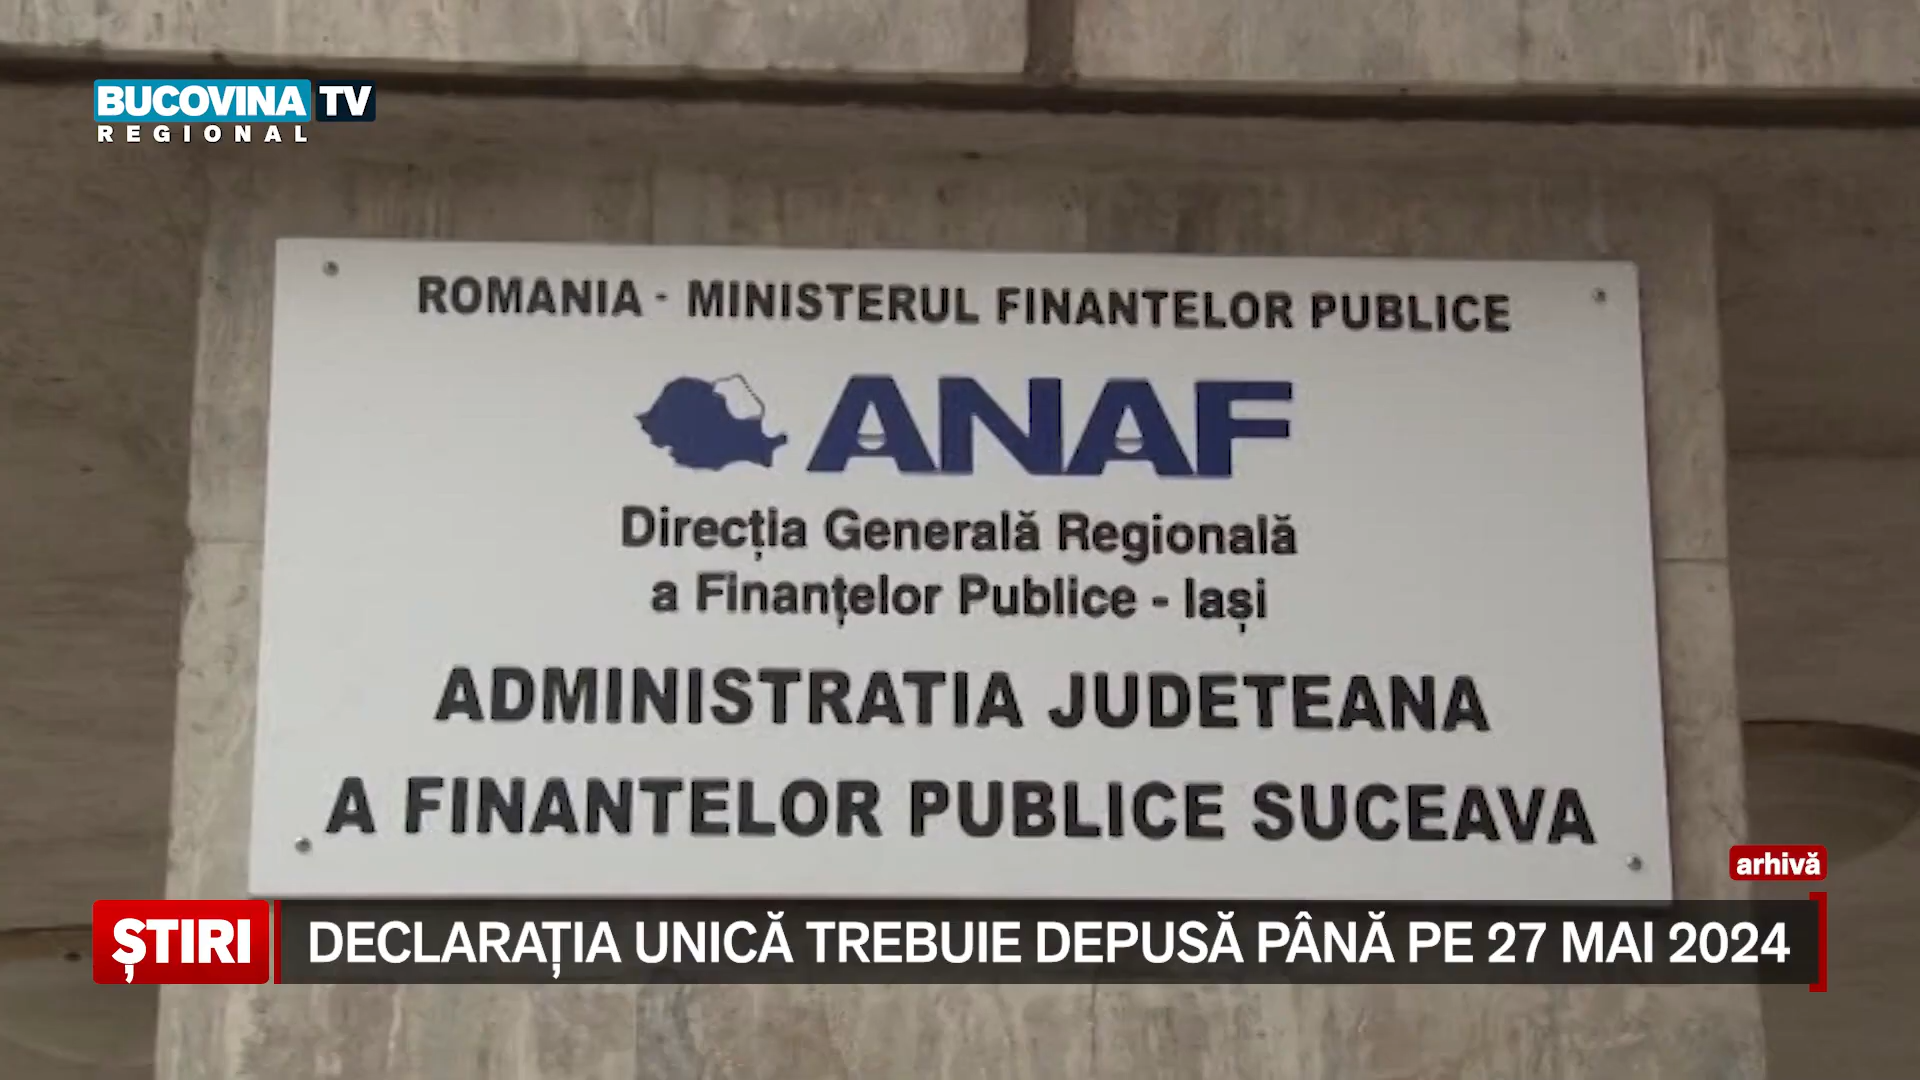 BUCOVINA TV
REGIONAL
ROMANIA - MINISTERUL FINANTELOR PUBLICE
ANAF
Direcția Generală Regională
a Finanțelor Publice - Iași
ADMINISTRATIA JUDETEANA
A FINANTELOR PUBLICE SUCEAVA
arhivă
ȘTIRI
DECLARAȚIA UNICĂ TREBUIE DEPUSĂ PÂNĂ PE 27 MAI 2024